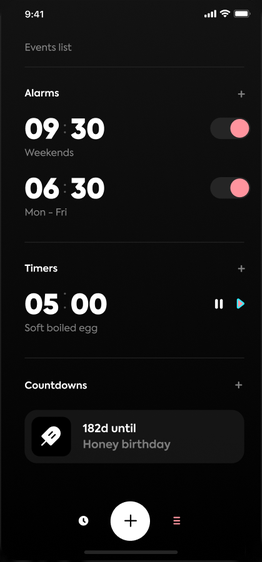 9:41
Events list
Alarms +
09:30
Weekends
06:30
Mon - Fri
Timers +
05:00
Soft boiled egg
Countdowns +
182d until
Honey birthday
+